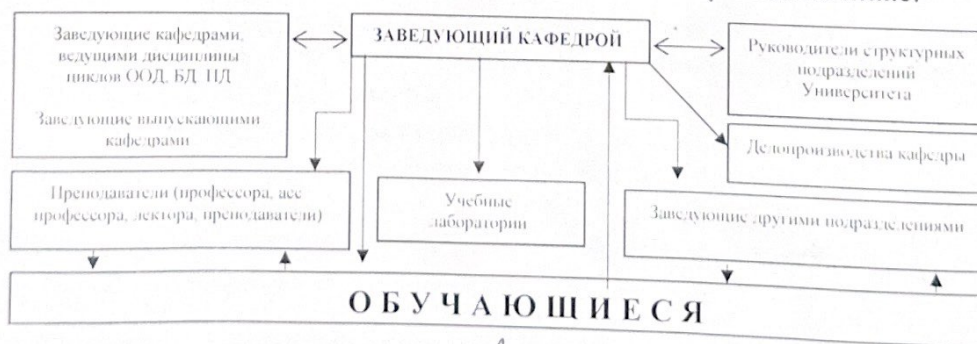 ЗАВЕДУЮЩИЙ КАФЕДРОЙ
Заведующие кафедрами,
ведущими дисциплины
циклов ООД, БД ПД
Заведующие выпускающими
кафедрами
Руководители структурных
подразделений
Университета
Делопроизводства кафедры
Преподаватели (профессора, асс
профессора, лектора, преподаватели)
Учебные
лаборатории
Заведующие другими подразделениями
ОБУЧАЮЩИЕСЯ